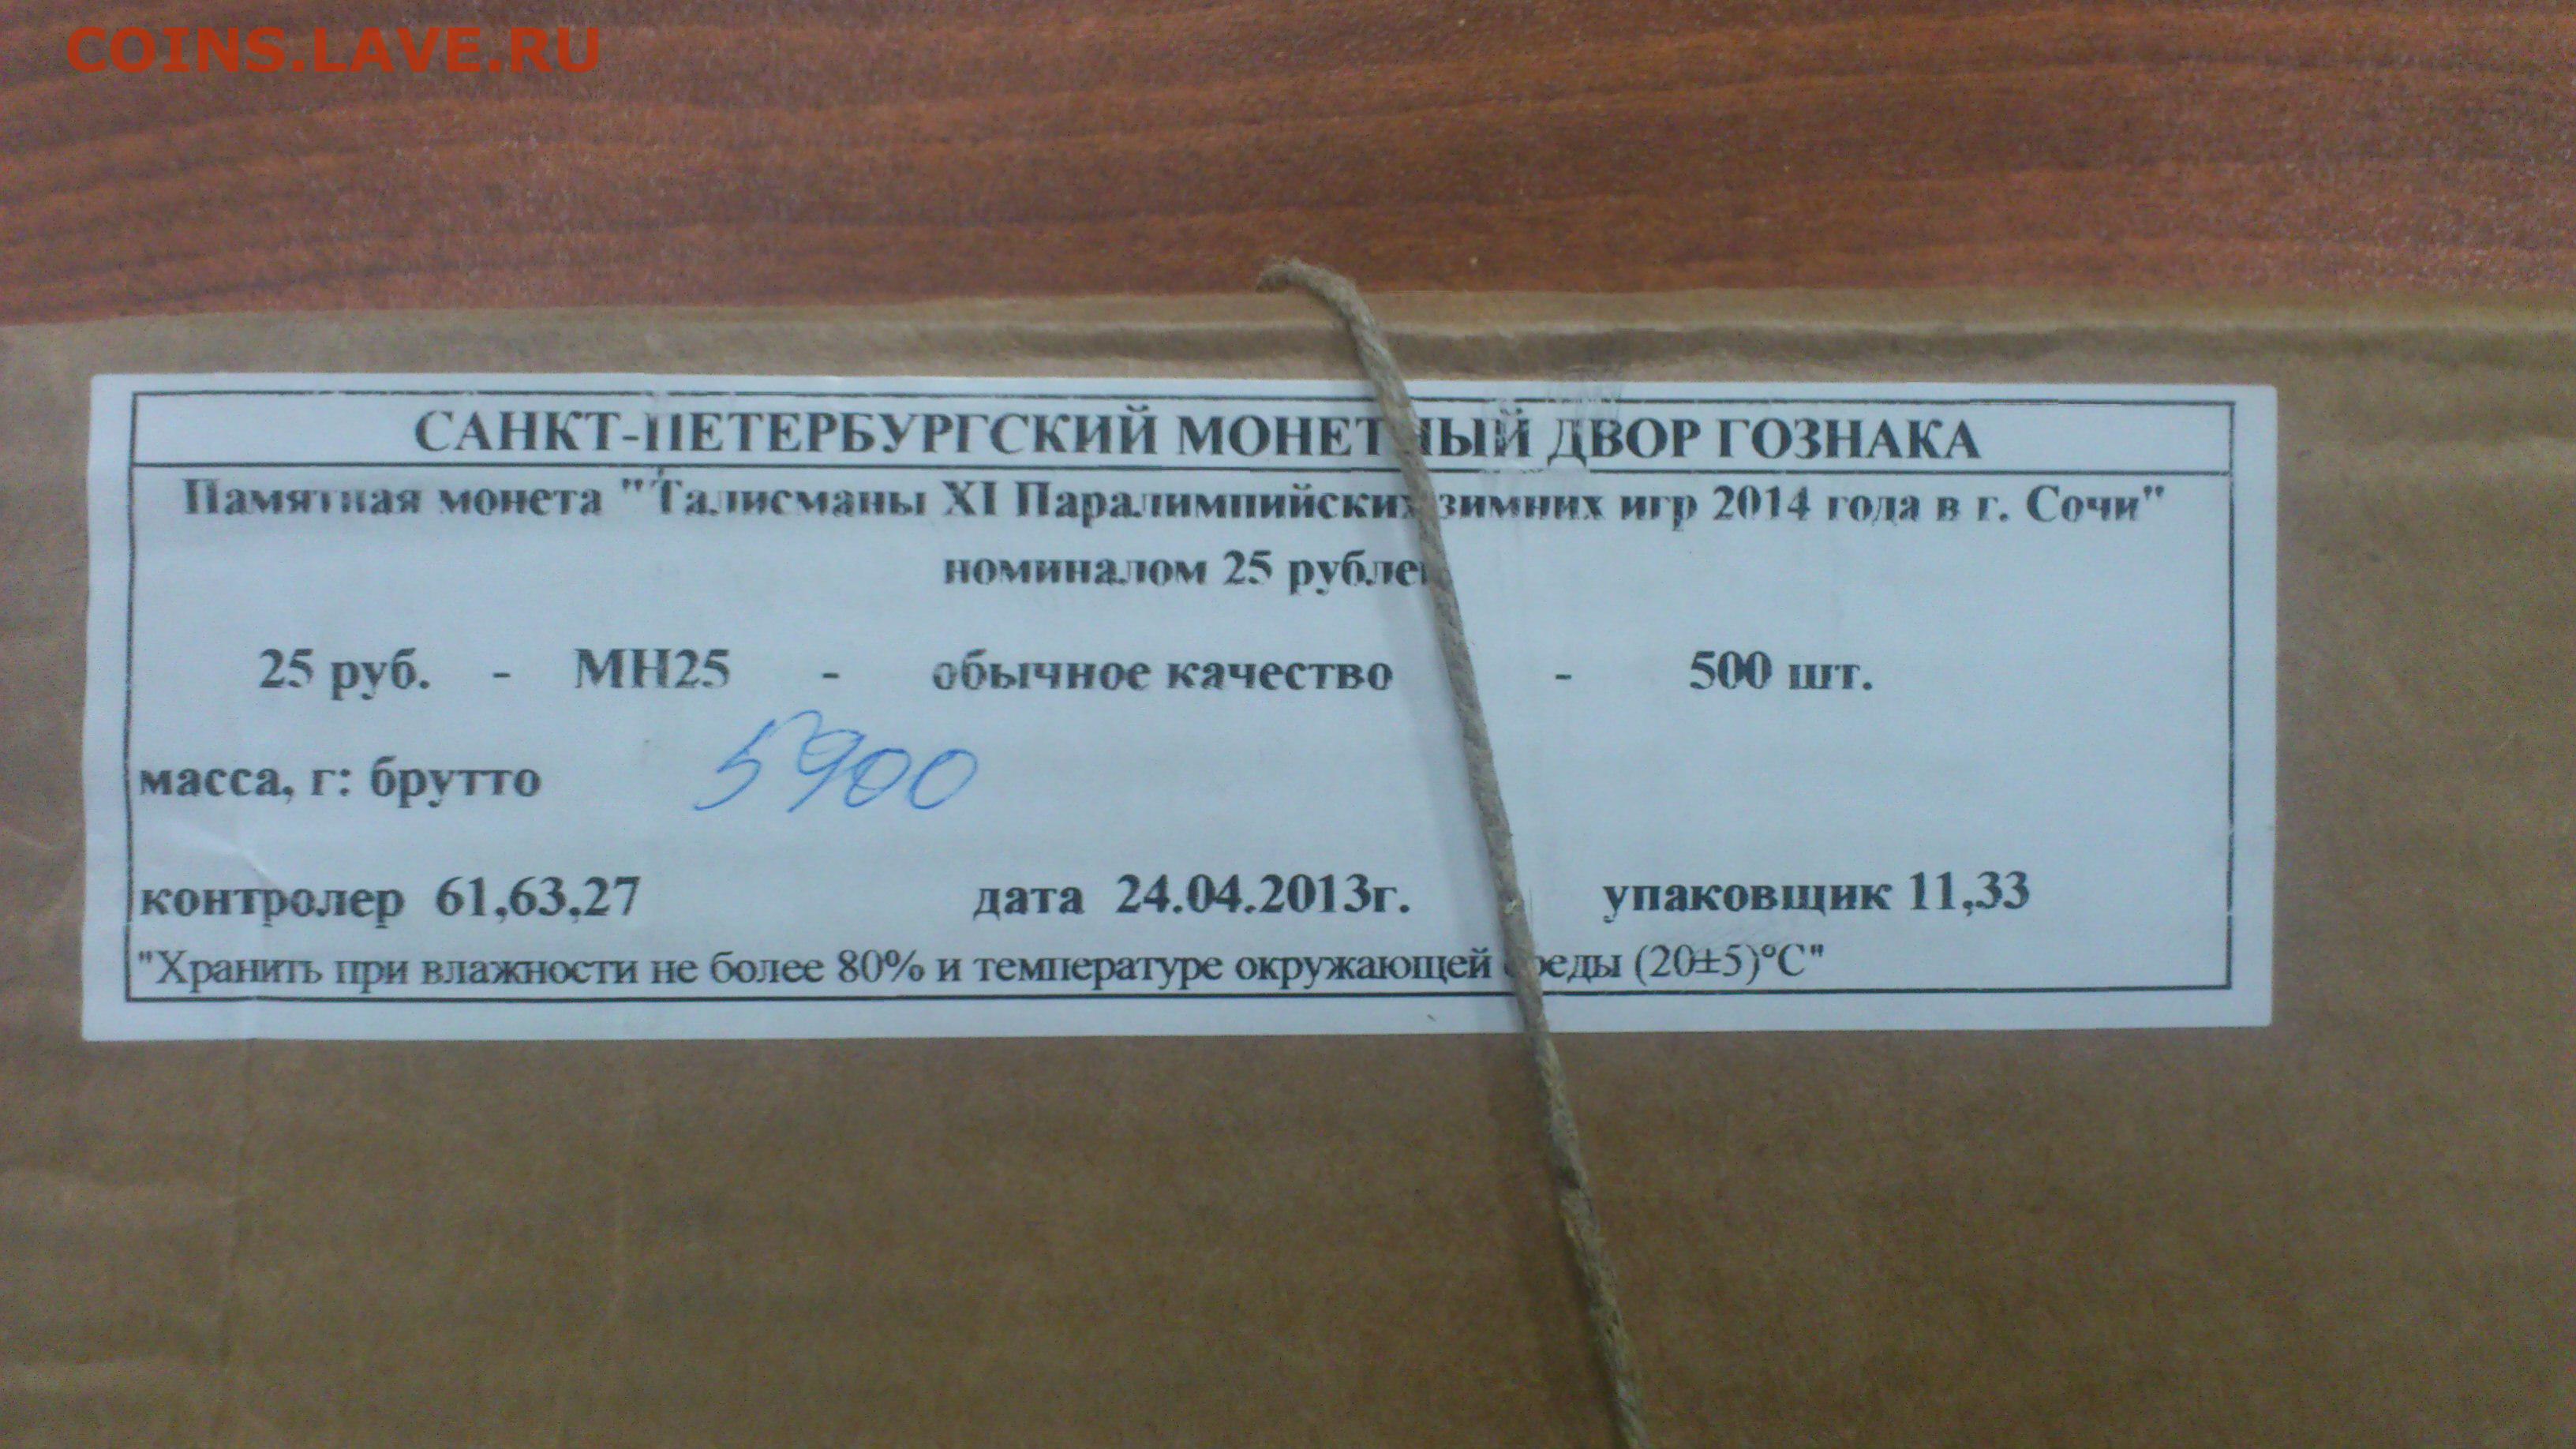 COINS.LAVE.RU
САНКТ-ПЕТЕРБУРГСКИЙ МОНЕТНЫЙ ДВОР ГОЗНАКА
Памятная монета "Талисманы XI Паралимпийских зимних игр 2014 года в г. Сочи"
номиналом 25 рублей
25 руб. - МН25 - обычное качество - 500 шт.
масса, г: брутто 5900
контролер 61,63,27 дата 24.04.2013г. упаковщик 11,33
"Хранить при влажности не более 80% и температуре окружающей среды (20±5)°С"